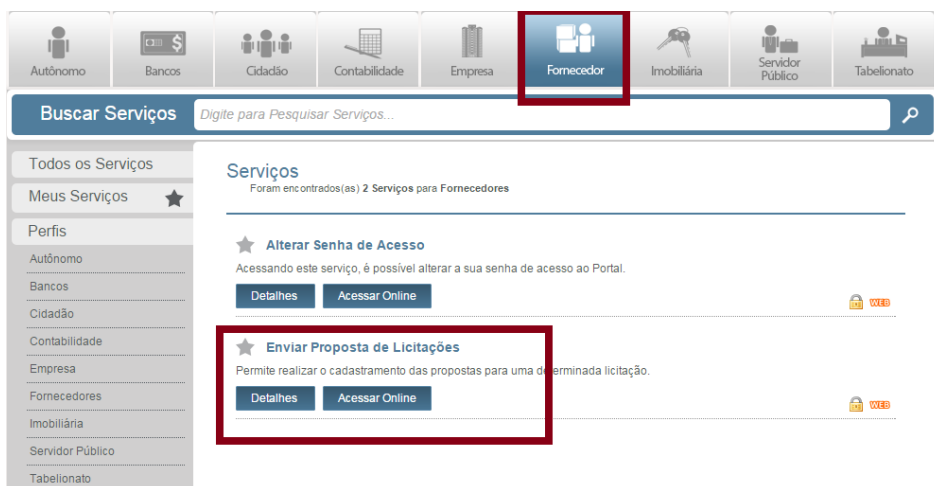 Autônomo
Bancos
Cidadão
Contabilidade
Empresa
Fornecedor
Imobiliária
Servidor
Público
Tabelionato
Buscar Serviços
Digite para Pesquisar Serviços...
Todos os Serviços
Meus Serviços
Perfis
Autônomo
Bancos
Cidadão
Contabilidade
Empresa
Fornecedores
Imobiliária
Servidor Público
Tabelionato
Serviços
Foram encontrados(as) 2 Serviços para Fornecedores
Alterar Senha de Acesso
Acessando este serviço, é possível alterar a sua senha de acesso ao Portal.
Detalhes
Acessar Online
WEB
Enviar Proposta de Licitações
Permite realizar o cadastramento das propostas para uma determinada licitação.
Detalhes
Acessar Online
WEB